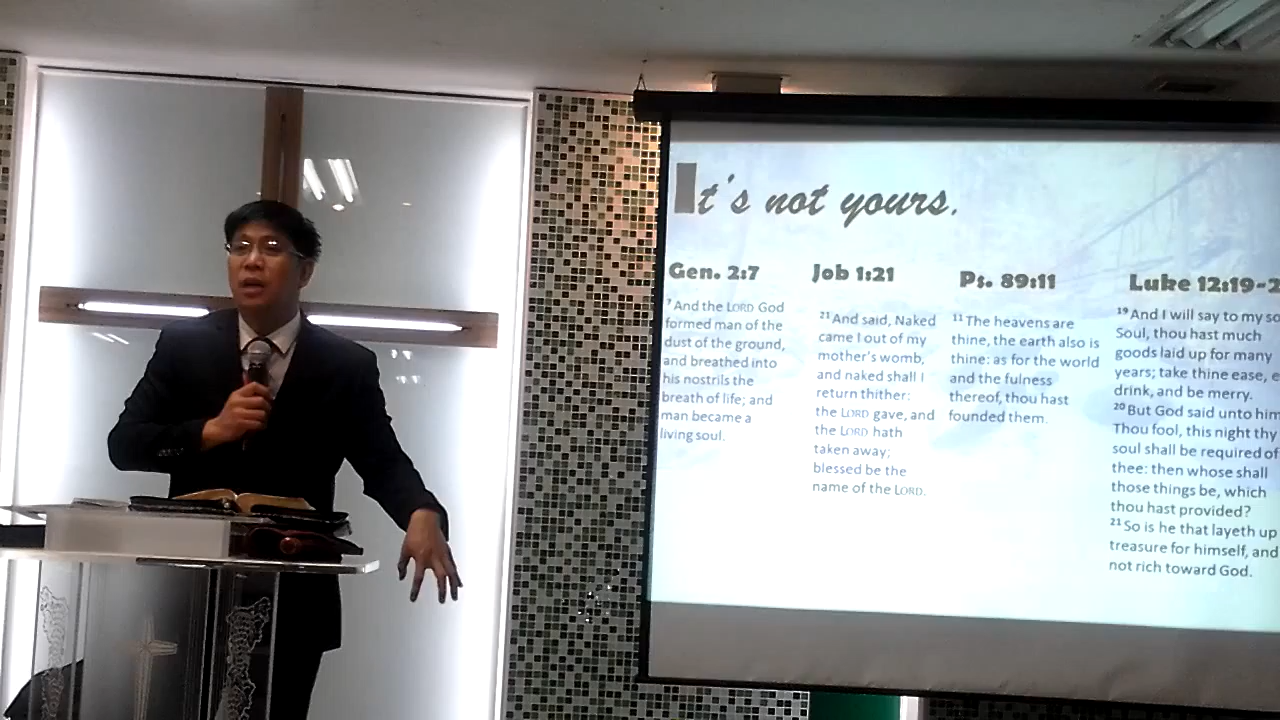 It's not yours.
Gen. 2:7
7 And the LORD God
formed man of the
dust of the ground,
and breathed into
his nostrils the
breath of life; and
man became a
living soul.
Job 1:21
21 And said, Naked
came I out of my
mother's womb,
and naked shall I
return thither:
the LORD gave, and
the LORD hath
taken away;
blessed be the
name of the LORD.
Ps. 89:11
11 The heavens are
thine, the earth also is
thine: as for the world
and the fulness
thereof, thou hast
founded them.
Luke 12:19-2
19 And I will say to my so
Soul, thou hast much
goods laid up for many
years; take thine ease, e
drink, and be merry.
20 But God said unto him
Thou fool, this night thy
soul shall be required of
thee: then whose shall
those things be, which
thou hast provided?
21 So is he that layeth up
treasure for himself, and
not rich toward God.